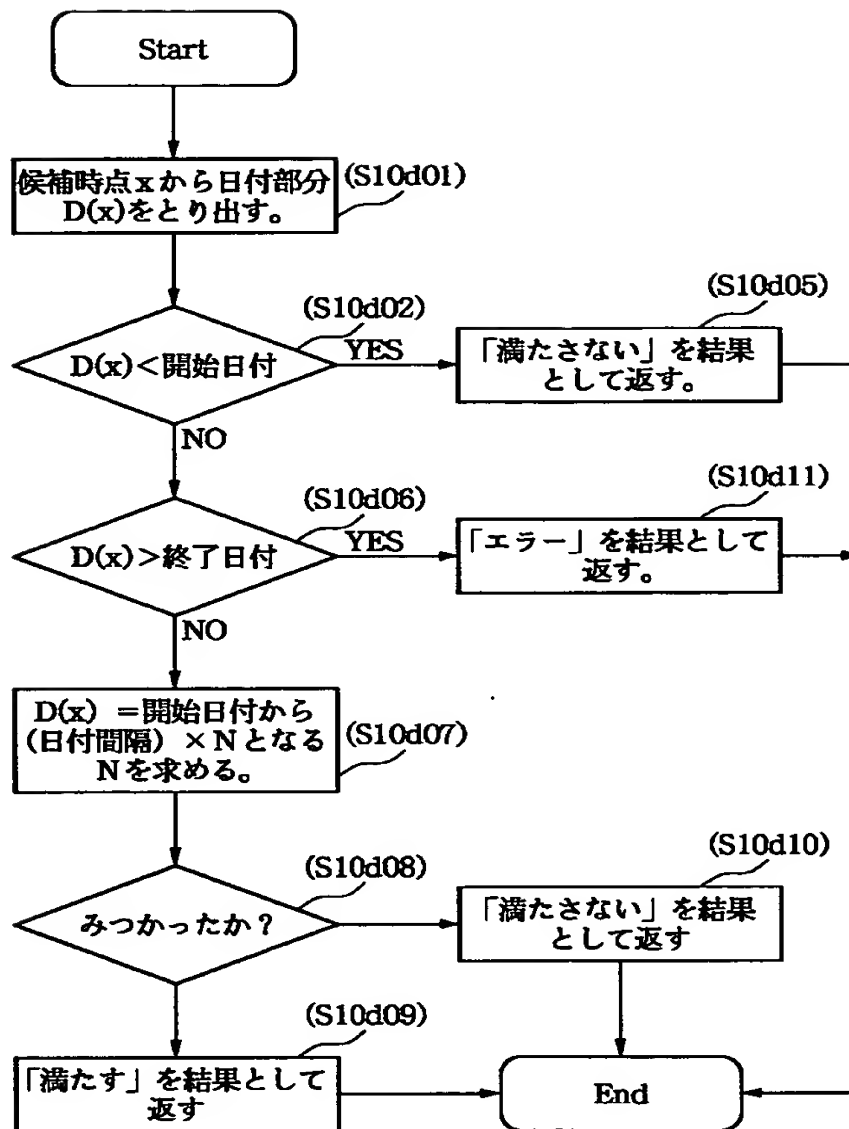 Start
候補時点xから日付部分
D(x)をとり出す。
(S10d01)
(S10d02)
D(x)<開始日付
YES
NO
(S10d05)
「満たさない」を結果
として返す。
(S10d06)
D(x)>終了日付
YES
NO
(S10d11)
「エラー」を結果として
返す。
D(x) =開始日付から
(日付間隔) ×Nとなる
Nを求める。
(S10d07)
(S10d08)
みつかったか?
(S10d10)
「満たさない」を結果
として返す
(S10d09)
「満たす」を結果として
返す
End